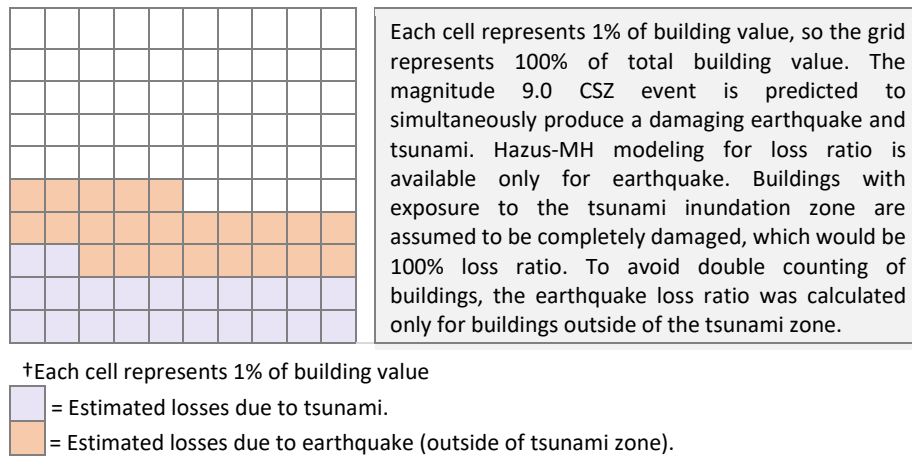 Each cell represents 1% of building value, so the grid
represents 100% of total building value. The
magnitude 9.0 CSZ event is predicted to
simultaneously produce a damaging earthquake and
tsunami. Hazus-MH modeling for loss ratio is
available only for earthquake. Buildings with
exposure to the tsunami inundation zone are
assumed to be completely damaged, which would be
100% loss ratio. To avoid double counting of
buildings, the earthquake loss ratio was calculated
only for buildings outside of the tsunami zone.
†Each cell represents 1% of building value
= Estimated losses due to tsunami.
= Estimated losses due to earthquake (outside of tsunami zone).